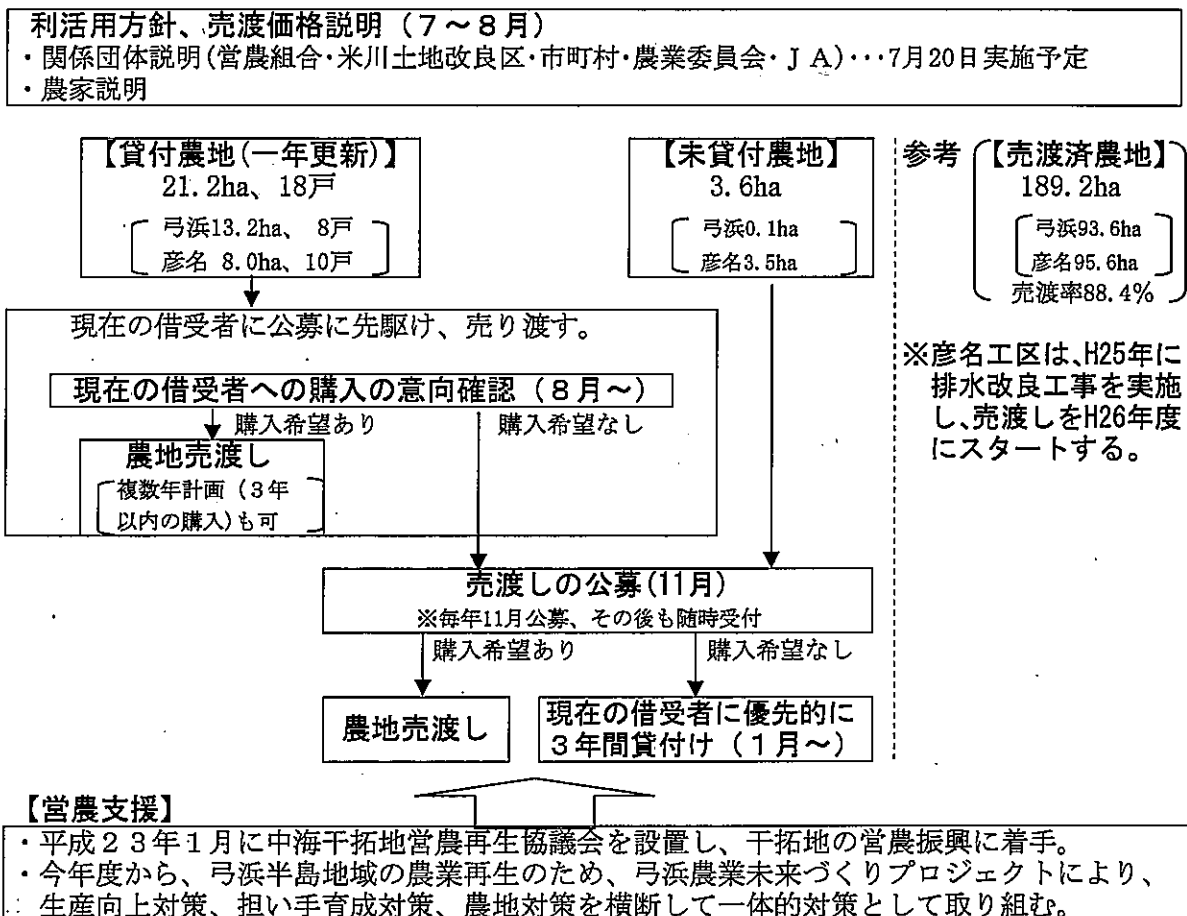 利活用方針、売渡価格説明（７～８月）
・関係団体説明(営農組合･米川土地改良区･市町村･農業委員会･ＪＡ)･･･7月20日実施予定
・農家説明
【貸付農地(一年更新)】
21.2ha、18戸
弓浜13.2ha、 8戸
彦名 8.0ha、10戸
【未貸付農地】
3.6ha
弓浜0.1ha
彦名3.5ha
参考
【売渡済農地】
189.2ha
弓浜93.6ha
彦名95.6ha
売渡率88.4%
※彦名工区は、H25年に
排水改良工事を実施
し、売渡しをH26年度
にスタートする。
現在の借受者に公募に先駆け、売り渡す。
現在の借受者への購入の意向確認（８月～）
購入希望あり
購入希望なし
農地売渡し
複数年計画（３年
以内の購入)も可
売渡しの公募(11月)
※毎年11月公募、その後も随時受付
購入希望あり
購入希望なし
農地売渡し
現在の借受者に優先的に
３年間貸付け（１月～）
【営農支援】
・平成２３年１月に中海干拓地営農再生協議会を設置し、干拓地の営農振興に着手。
・今年度から、弓浜半島地域の農業再生のため、弓浜農業未来づくりプロジェクトにより、
生産向上対策、担い手育成対策、農地対策を横断して一体的対策として取り組む。